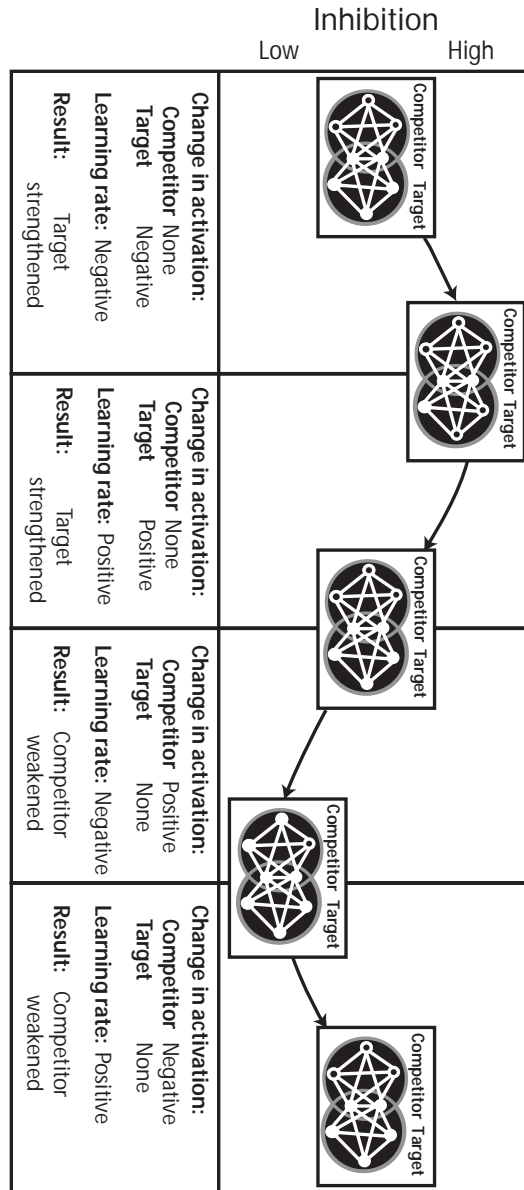 Inhibition
Low
High
Competitor Target
Competitor Target
Competitor Target
Competitor Target
Competitor Target
Change in activation:
Competitor None
Target Negative
Learning rate: Negative
Result: Target
strengthened
Change in activation:
Competitor None
Target Positive
Learning rate: Positive
Result: Target
strengthened
Change in activation:
Competitor Positive
Target None
Learning rate: Negative
Result: Competitor
weakened
Change in activation:
Competitor Negative
Target None
Learning rate: Positive
Result: Competitor
weakened